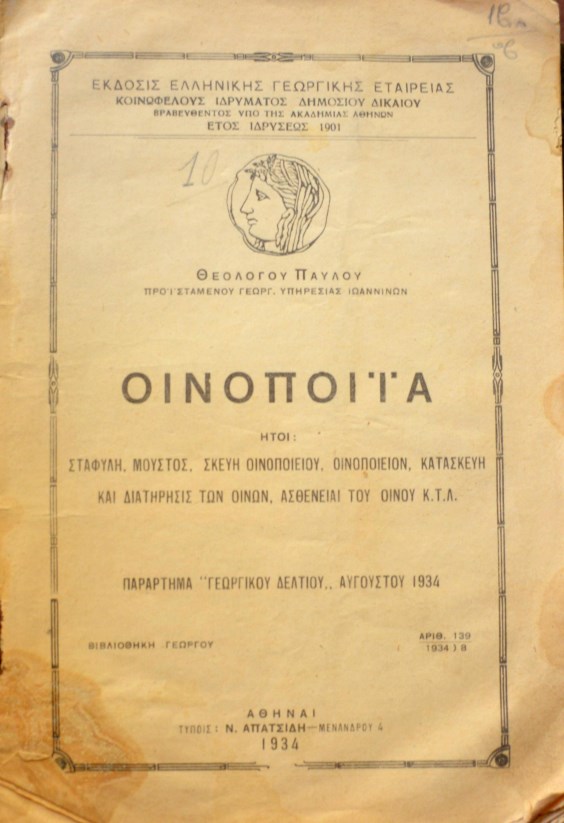 ΕΚΔΟΣΙΣ ΕΛΛΗΝΙΚΗΣ ΓΕΩΡΓΙΚΗΣ ΕΤΑΙΡΕΙΑΣ
ΚΟΙΝΩΦΕΛΟΥΣ ΙΔΡΥΜΑΤΟΣ ΔΗΜΟΣΙΟΥ ΔΙΚΑΙΟΥ
ΒΡΑΒΕΥΘΕΝΤΟΣ ΥΠΟ ΤΗΣ ΑΚΑΔΗΜΙΑΣ ΑΘΗΝΩΝ
ΕΤΟΣ ΙΔΡΥΣΕΩΣ 1901
10
ΘΕΟΛΟΓΟΥ ΠΑΥΛΟΥ
ΠΡΟΪΣΤΑΜΕΝΟΥ ΓΕΩΡΓ. ΥΠΗΡΕΣΙΑΣ ΙΩΑΝΝΙΝΩΝ
ΟΙΝΟΠΟΙΪΑ
ΗΤΟΙ:
ΣΤΑΦΥΛΗ, ΜΟΥΣΤΟΣ, ΣΚΕΥΗ ΟΙΝΟΠΟΙΕΙΟΥ, ΟΙΝΟΠΟΙΕΙΟΝ, ΚΑΤΑΣΚΕΥΗ
ΚΑΙ ΔΙΑΤΗΡΗΣΙΣ ΤΩΝ ΟΙΝΩΝ, ΑΣΘΕΝΕΙΑΙ ΤΟΥ ΟΙΝΟΥ Κ.Τ.Λ.
ΠΑΡΑΡΤΗΜΑ "ΓΕΩΡΓΙΚΟΥ ΔΕΛΤΙΟΥ,, ΑΥΓΟΥΣΤΟΥ 1934
ΒΙΒΛΙΟΘΗΚΗ ΓΕΩΡΓΟΥ
ΑΡΙΘ. 139
1934 ) 8
ΑΘΗΝΑΙ
ΤΥΠΟΙΣ: Ν. ΑΠΑΤΣΙΔΗ—ΜΕΝΑΝΔΡΟΥ 4
1934